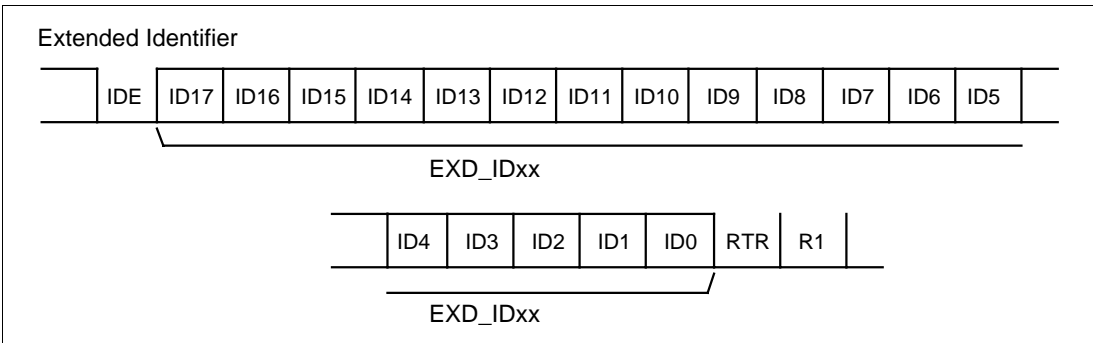 Extended Identifier
IDE ID17 ID16 ID15 ID14 ID13 ID12 ID11 ID10 ID9 ID8 ID7 ID6 ID5
EXD_IDxx
ID4 ID3 ID2 ID1 ID0 RTR R1
EXD_IDxx